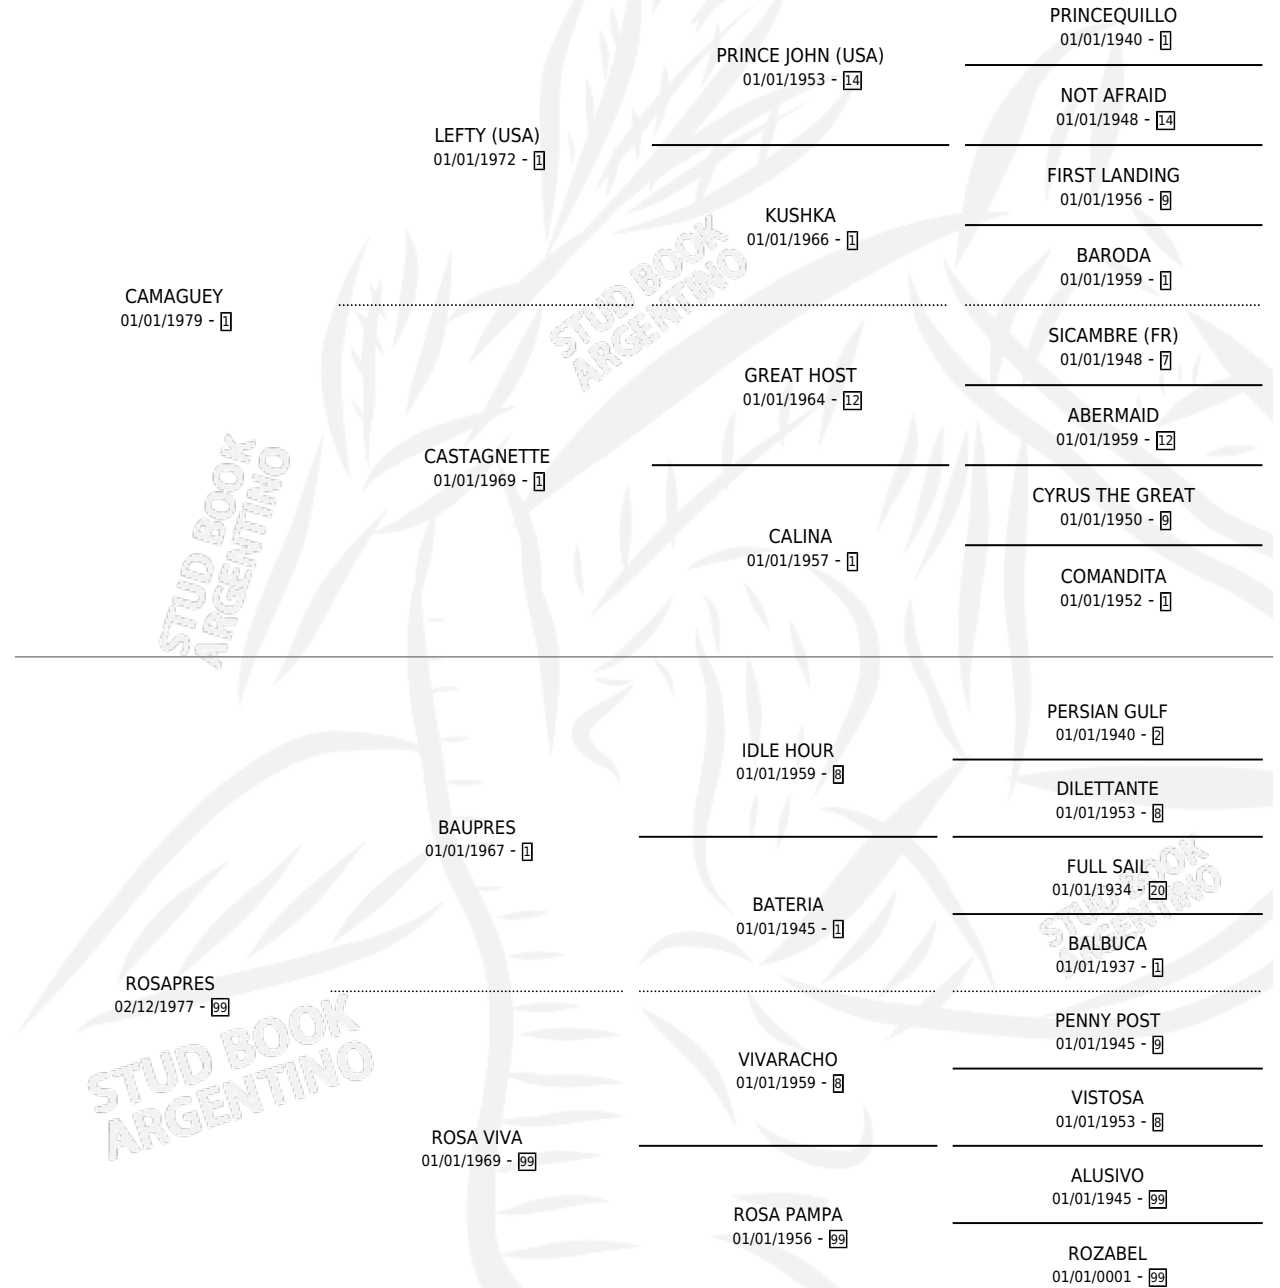 PRINCEQUILLO
01/01/1940 - 1
PRINCE JOHN (USA)
01/01/1953 - 14
NOT AFRAID
01/01/1948 - 14
LEFTY (USA)
01/01/1972 - 1
FIRST LANDING
01/01/1956 - 9
KUSHKA
01/01/1966 - 1
BARODA
01/01/1959 - 1
CAMAGUEY
01/01/1979 - 1
SICAMBRE (FR)
01/01/1948 - 7
GREAT HOST
01/01/1964 - 12
ABERMAID
01/01/1959 - 12
CASTAGNETTE
01/01/1969 - 1
CYRUS THE GREAT
01/01/1950 - 9
CALINA
01/01/1957 - 1
COMANDITA
01/01/1952 - 1
PERSIAN GULF
01/01/1940 - 2
IDLE HOUR
01/01/1959 - 8
DILETTANTE
01/01/1953 - 8
BAUPRES
01/01/1967 - 1
FULL SAIL
01/01/1934 - 20
BATERIA
01/01/1945 - 1
BALBUCA
01/01/1937 - 1
ROSAPRES
02/12/1977 - 99
PENNY POST
01/01/1945 - 9
VIVARACHO
01/01/1959 - 8
VISTOSA
01/01/1953 - 8
ROSA VIVA
01/01/1969 - 99
ALUSIVO
01/01/1945 - 99
ROSA PAMPA
01/01/1956 - 99
ROZABEL
01/01/0001 - 99
STUD BOOK
ARGENTINO
STUD BOOK
ARGENTINO
STUD BOOK
ARGENTINO
STUD BOOK
ARGENTINO